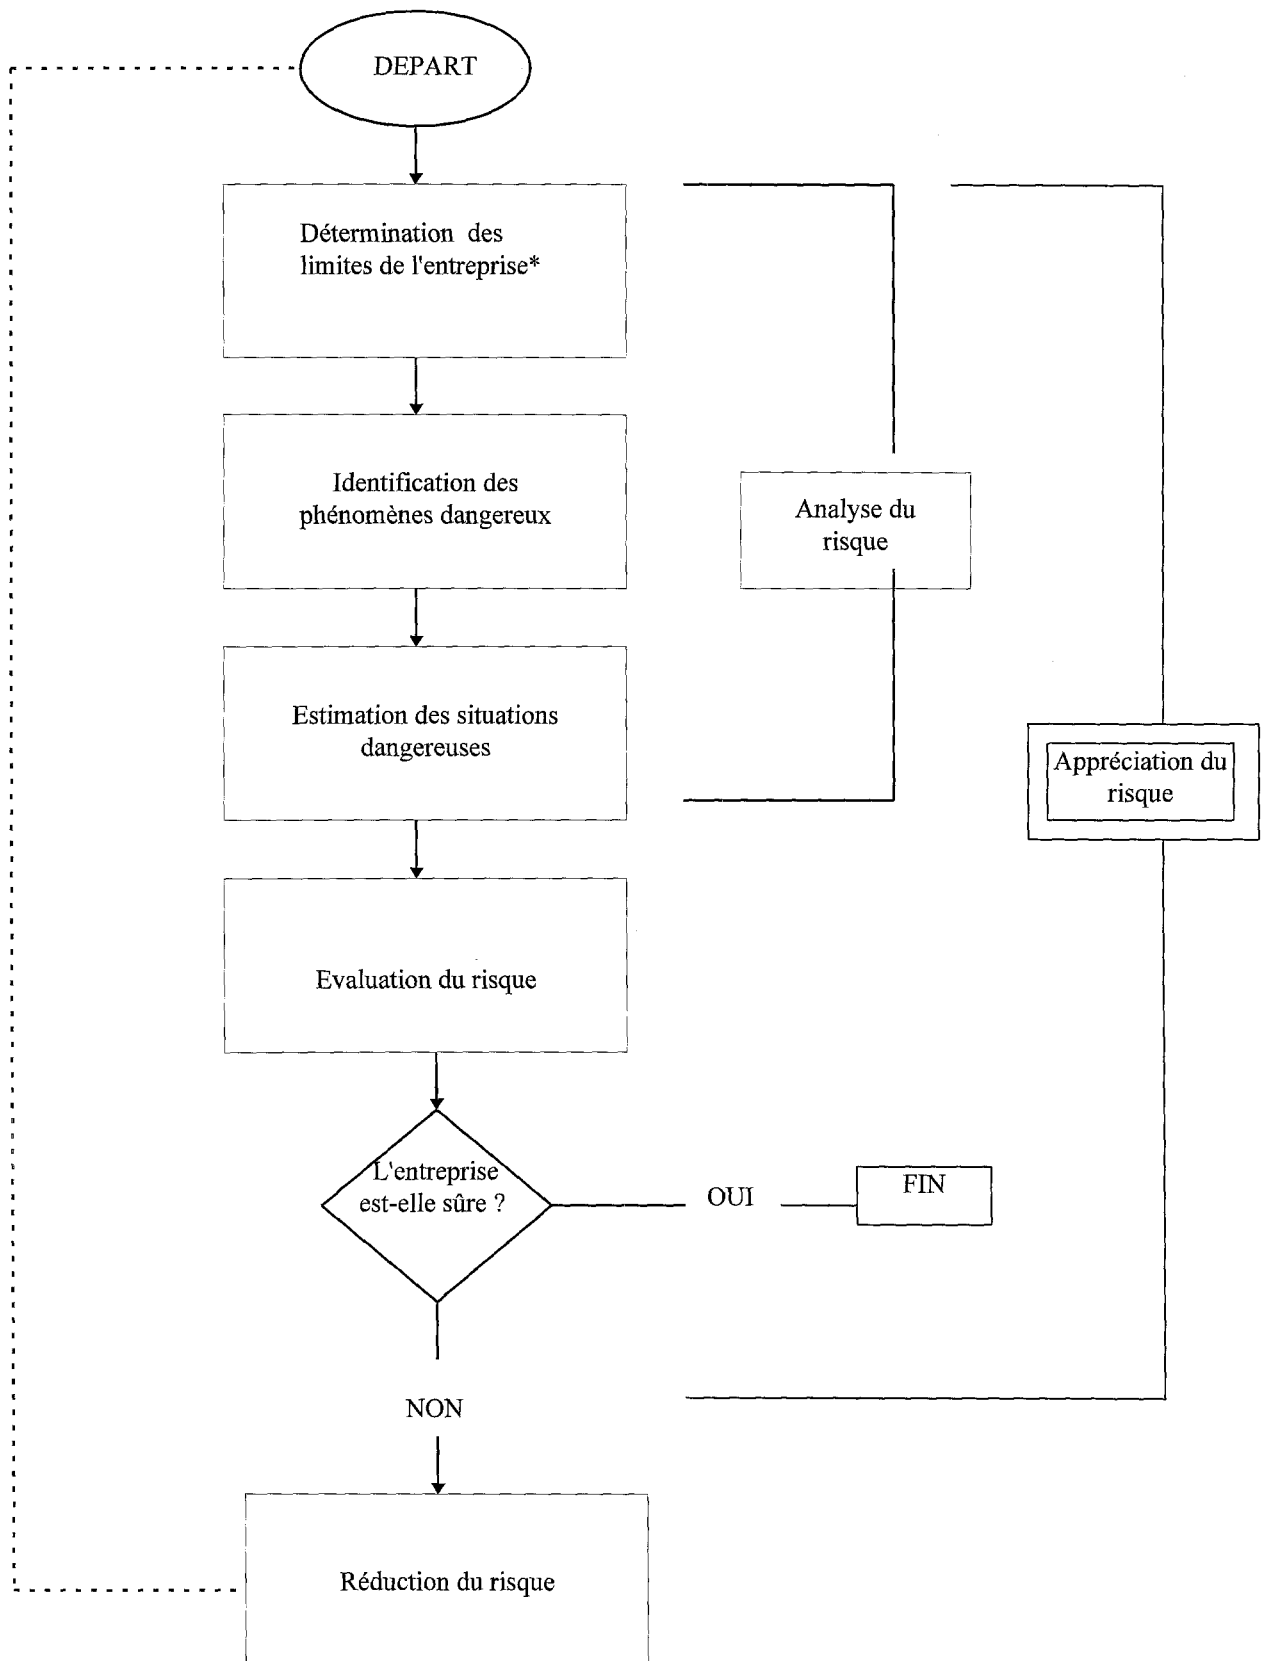 DEPART
Détermination des
limites de l'entreprise*
Identification des
phénomènes dangereux
Analyse du
risque
Estimation des situations
dangereuses
Appréciation du
risque
Evaluation du risque
L'entreprise
est-elle sûre ?
OUI
FIN
NON
Réduction du risque